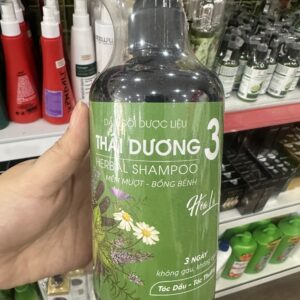 DẦU GỘI DƯỢC LIỆU
THÁI DƯƠNG 3
HERBAL SHAMPOO
MỀM MƯỢT - BỒNG BỀNH
3 NGÀY
không gàu, không
Tóc Dầu - Tóc